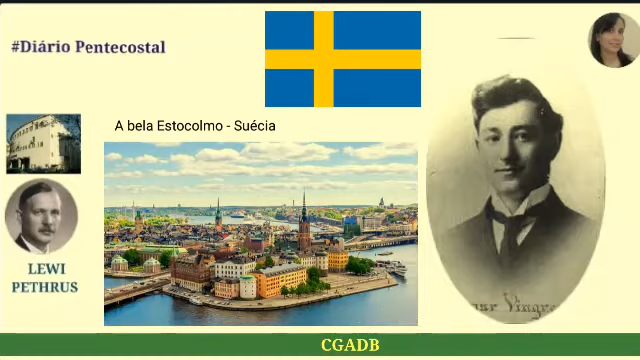 #Diário Pentecostal
A bela Estocolmo - Suécia
LEWI
PETHRUS
CGADB